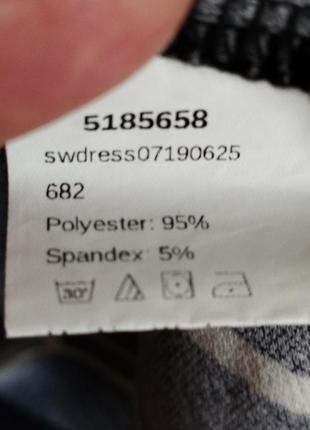 5185658
swdress07190625
682
Polyester: 95%
Spandex: 5%
30°